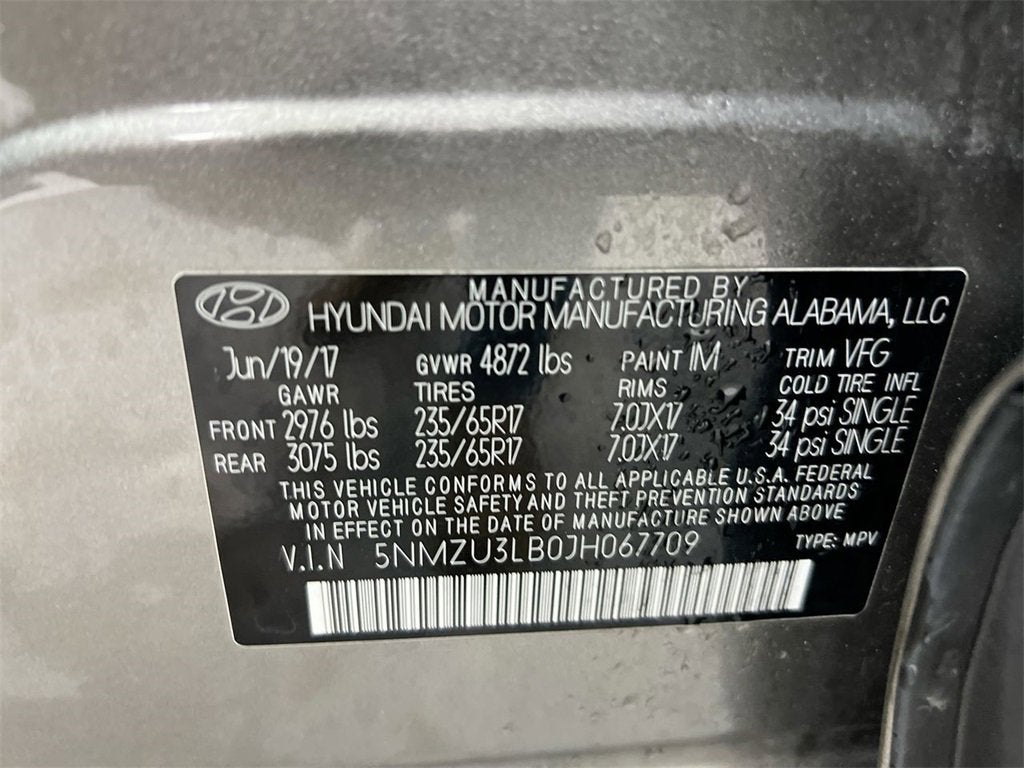 MANUFACTURED BY
HYUNDAI MOTOR MANUFACTURING ALABAMA, LLC
Jun/19/17 GVWR 4872 lbs PAINT IM TRIM VFG
GAWR TIRES RIMS COLD TIRE INFL
FRONT 2976 lbs 235/65R17 7.0JX17 34 psi SINGLE
REAR 3075 lbs 235/65R17 7.0JX17 34 psi SINGLE
THIS VEHICLE CONFORMS TO ALL APPLICABLE U.S.A. FEDERAL
MOTOR VEHICLE SAFETY AND THEFT PREVENTION STANDARDS
IN EFFECT ON THE DATE OF MANUFACTURE SHOWN ABOVE
V.I.N 5NMZU3LB0JH067709 TYPE: MPV